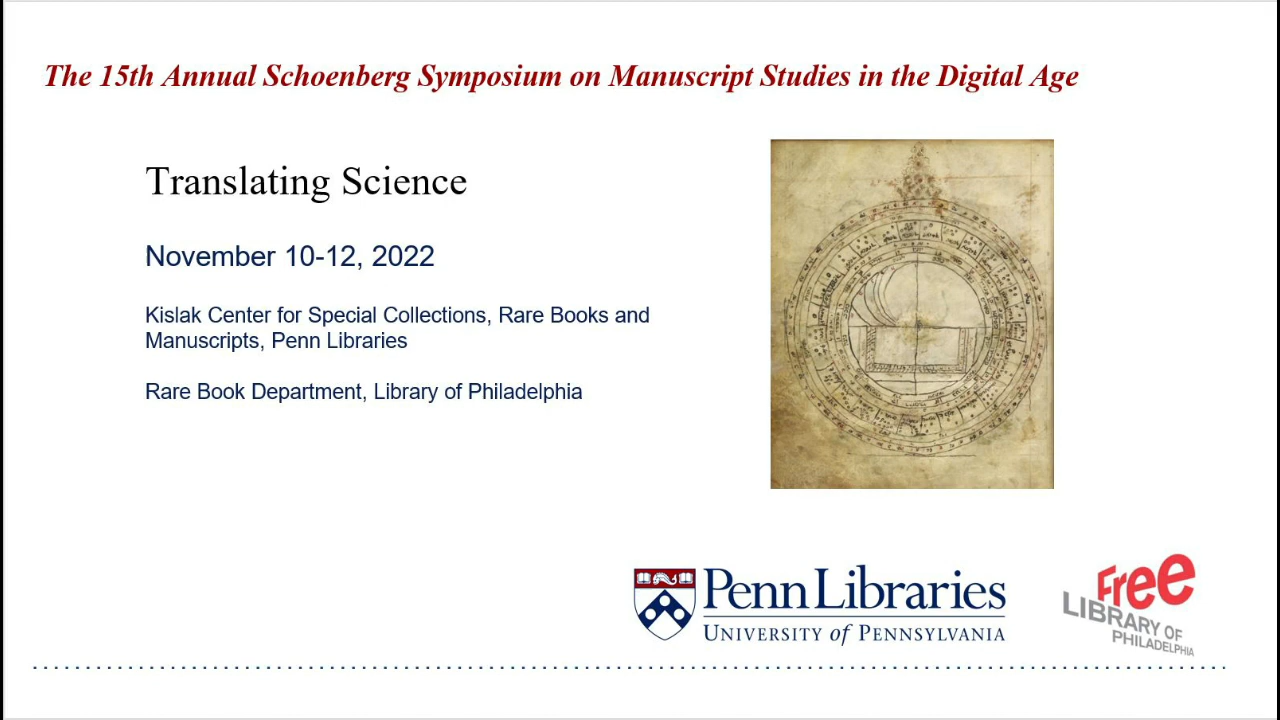 The 15th Annual Schoenberg Symposium on Manuscript Studies in the Digital Age
Translating Science
November 10-12, 2022
Kislak Center for Special Collections, Rare Books and
Manuscripts, Penn Libraries
Rare Book Department, Library of Philadelphia
Penn Libraries
UNIVERSITY of PENNSYLVANIA
FRee
LIBRARY OF
PHILADELPHIA